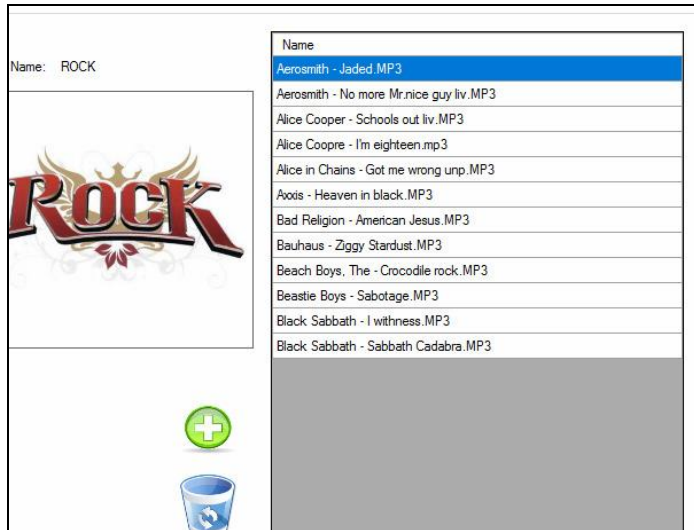 Name: ROCK
ROCK
Name
Aerosmith - Jaded.MP3
Aerosmith - No more Mr.nice guy liv.MP3
Alice Cooper - Schools out liv.MP3
Alice Coopre - I'm eighteen.mp3
Alice in Chains - Got me wrong unp.MP3
Axxis - Heaven in black.MP3
Bad Religion - American Jesus.MP3
Bauhaus - Ziggy Stardust.MP3
Beach Boys, The - Crocodile rock.MP3
Beastie Boys - Sabotage.MP3
Black Sabbath - I withness.MP3
Black Sabbath - Sabbath Cadabra.MP3